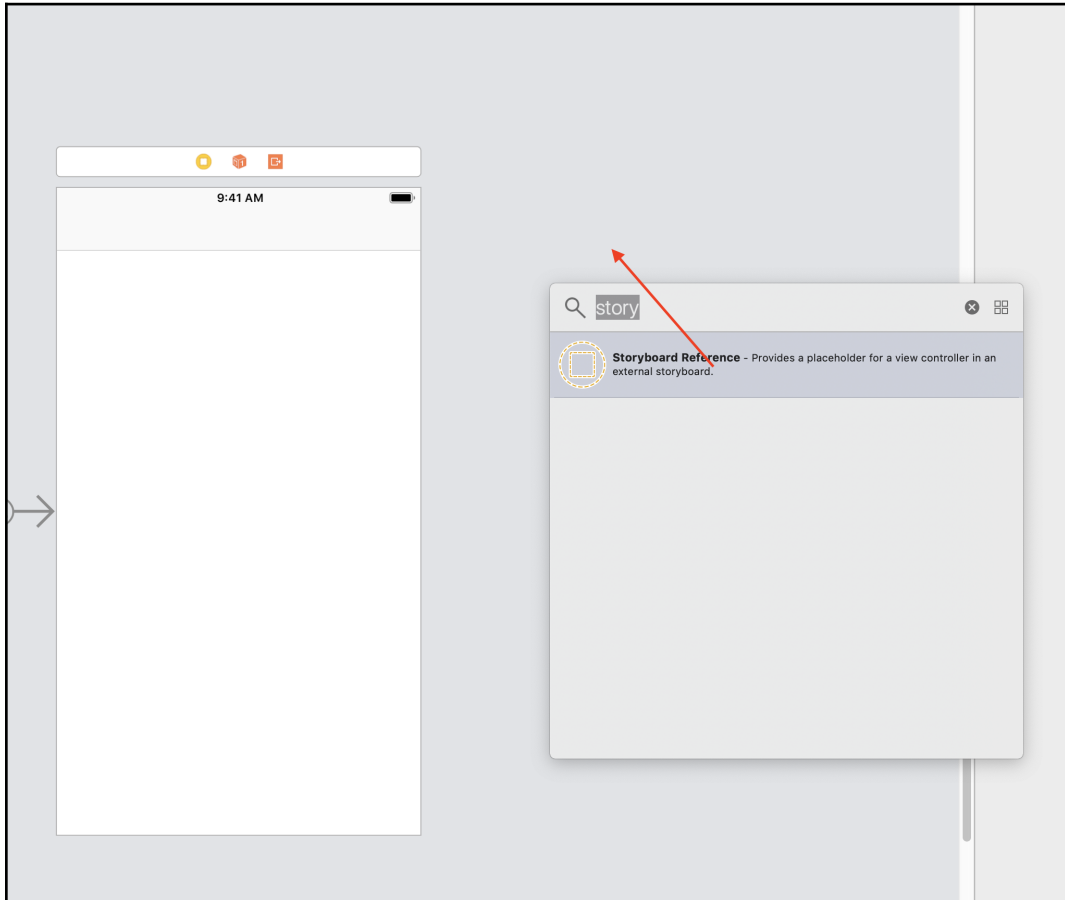 9:41 AM
story
Storyboard Reference - Provides a placeholder for a view controller in an
external storyboard.